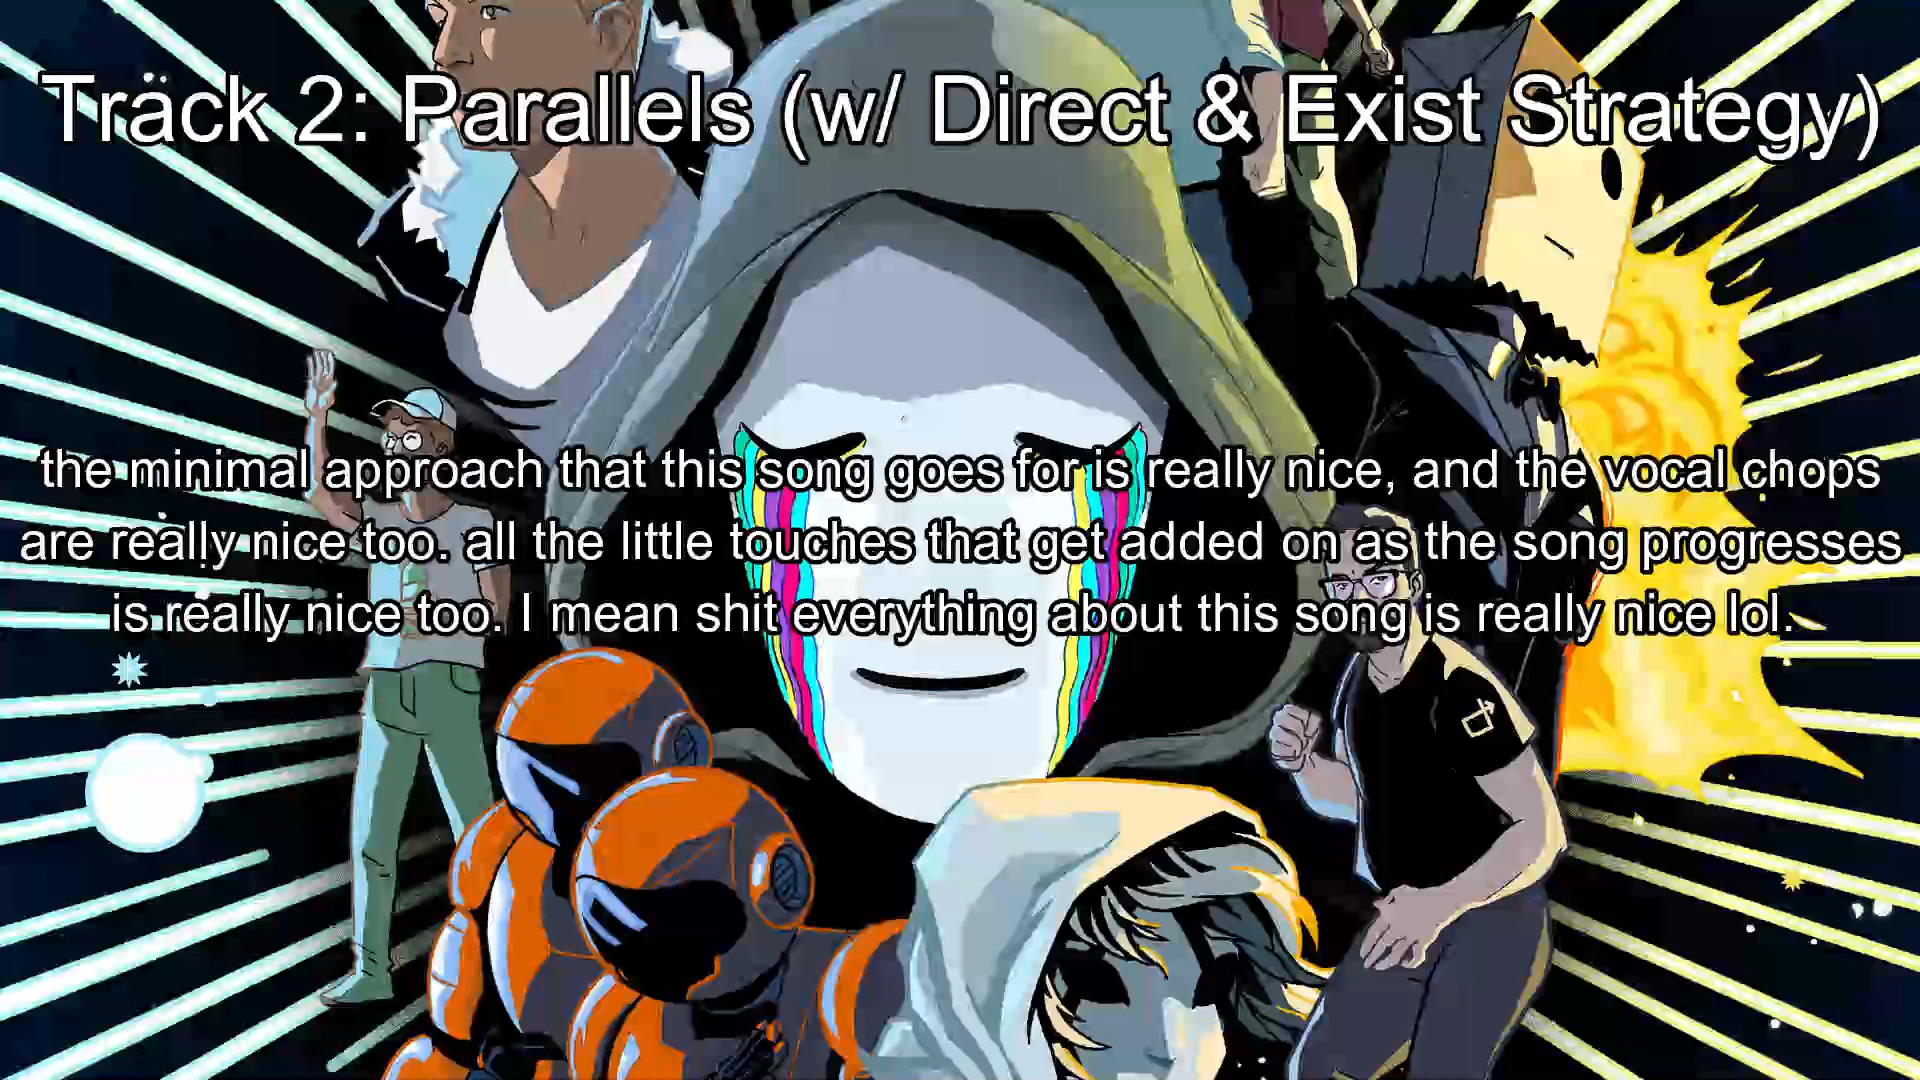 Track 2: Parallels (w/ Direct & Exist Strategy)
the minimal approach that this song goes for is really nice, and the vocal chops
are really nice too. all the little touches that get added on as the song progresses
is really nice too. I mean shit everything about this song is really nice lol.